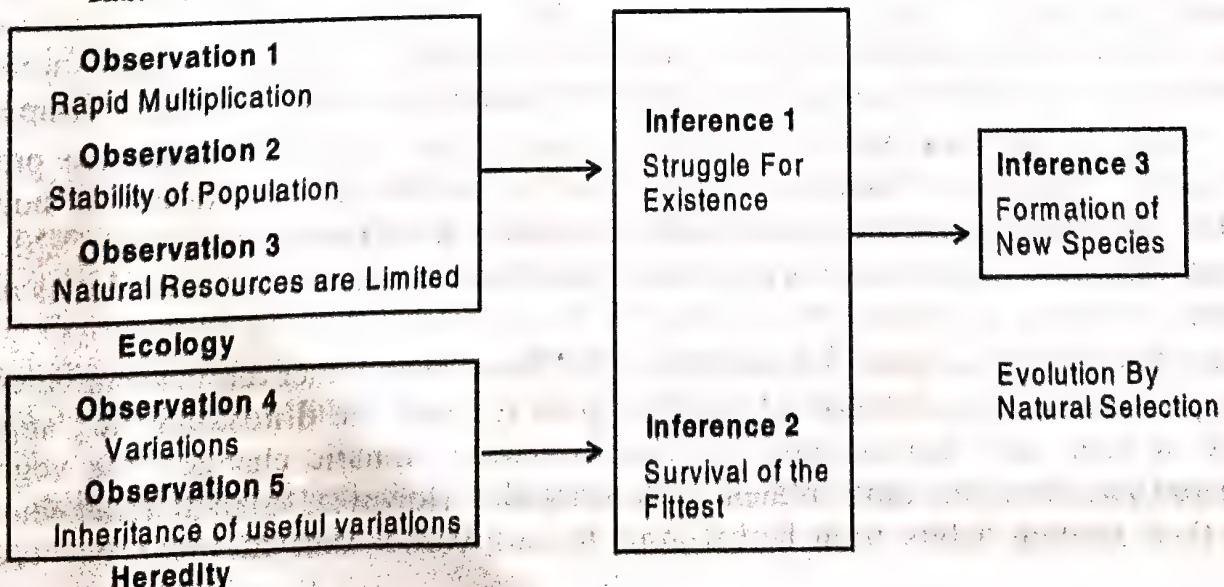 Observation 1
Rapid Multiplication
Observation 2
Stability of Population
Observation 3
Natural Resources are Limited
Ecology
Observation 4
Variations
Observation 5
Inheritance of useful variations
Heredity
Inference 1
Struggle For
Existence
Inference 2
Survival of the
Fittest
Inference 3
Formation of
New Species
Evolution By
Natural Selection